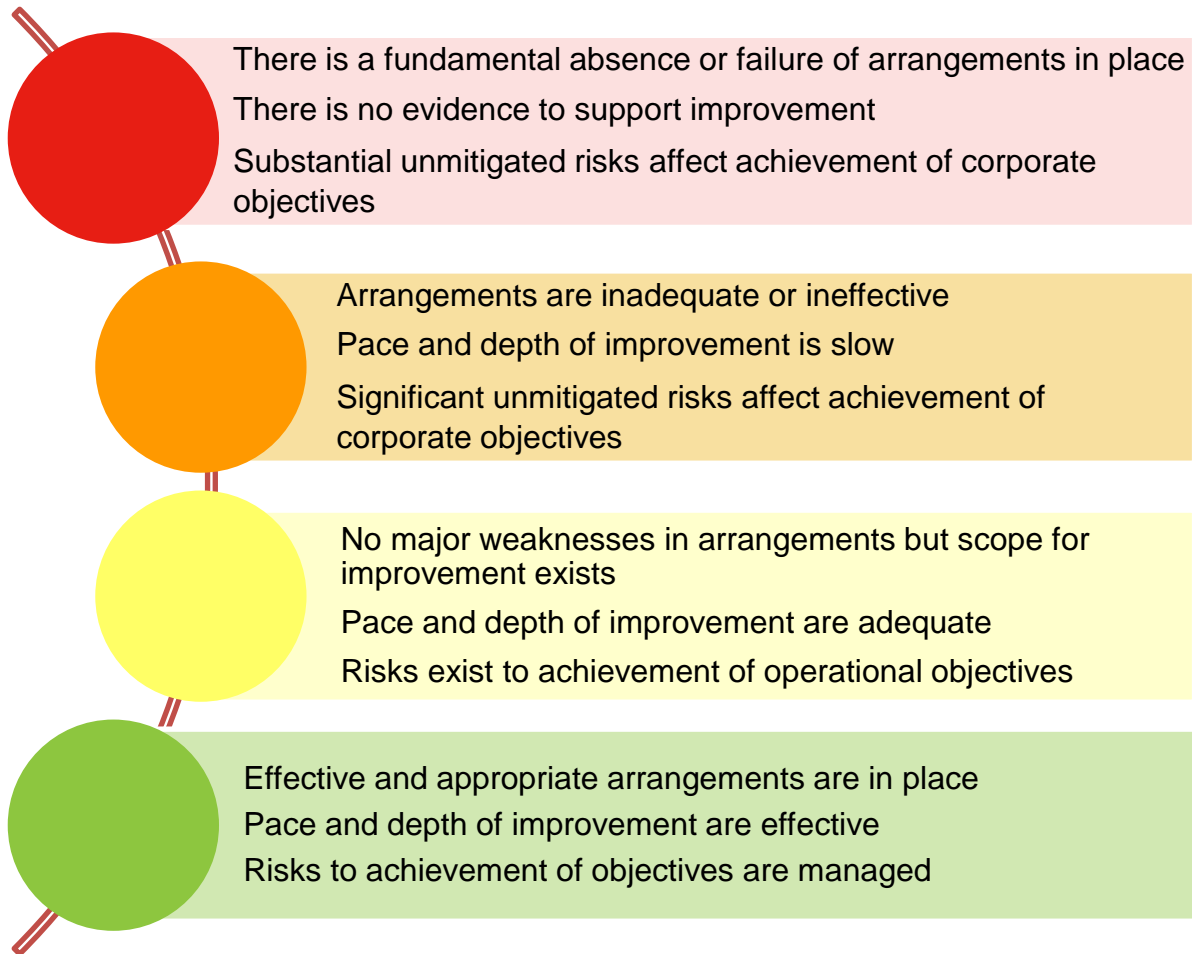 There is a fundamental absence or failure of arrangements in place
There is no evidence to support improvement
Substantial unmitigated risks affect achievement of corporate
objectives
Arrangements are inadequate or ineffective
Pace and depth of improvement is slow
Significant unmitigated risks affect achievement of
corporate objectives
No major weaknesses in arrangements but scope for
improvement exists
Pace and depth of improvement are adequate
Risks exist to achievement of operational objectives
Effective and appropriate arrangements are in place
Pace and depth of improvement are effective
Risks to achievement of objectives are managed